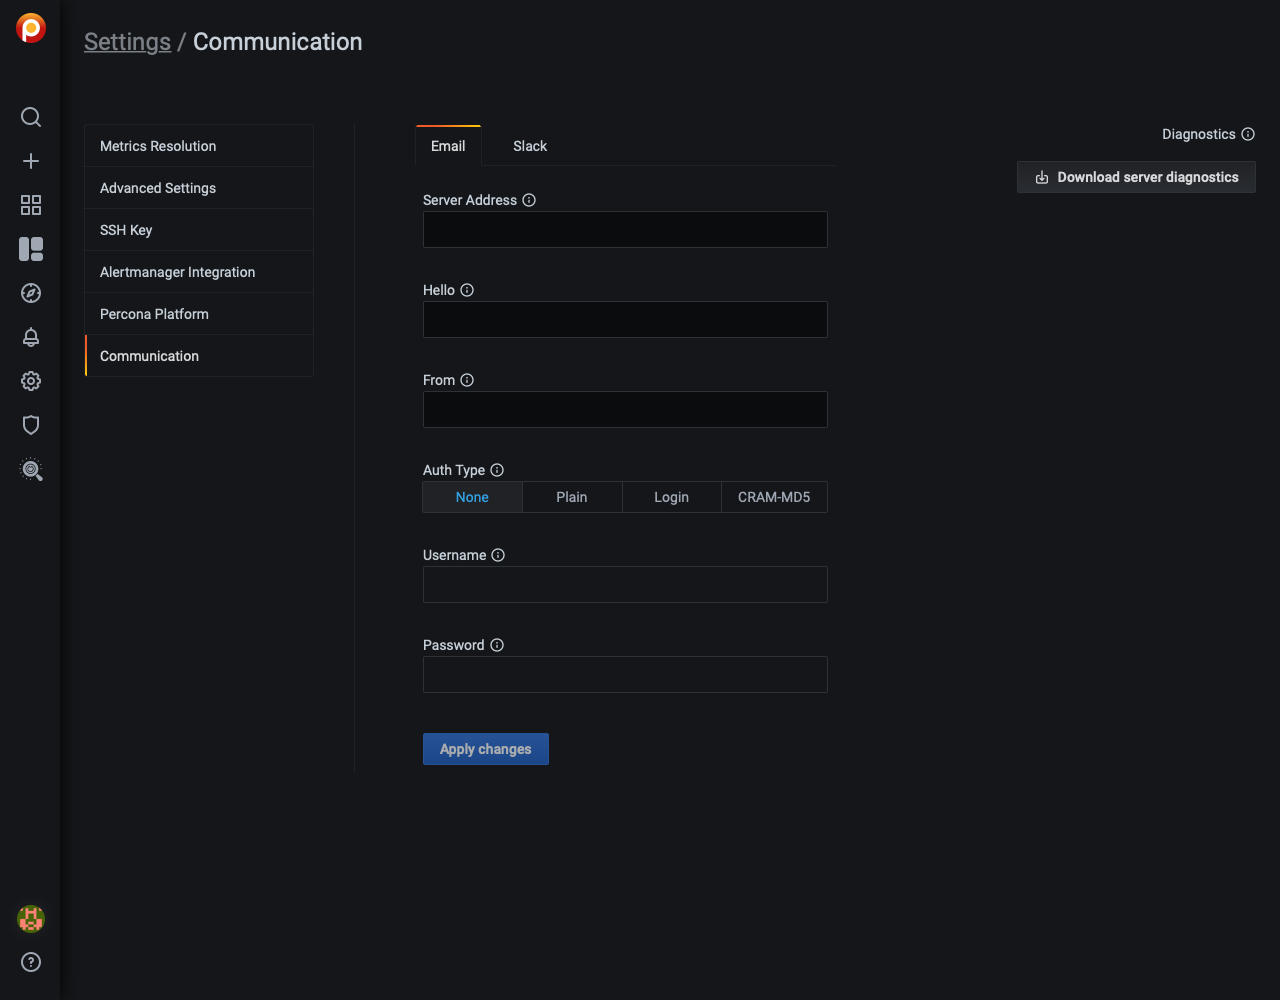 Settings / Communication
Metrics Resolution
Advanced Settings
SSH Key
Alertmanager Integration
Percona Platform
Communication
Email
Slack
Server Address
Hello
From
Auth Type
None
Plain
Login
CRAM-MD5
Username
Password
Apply changes
Diagnostics
Download server diagnostics